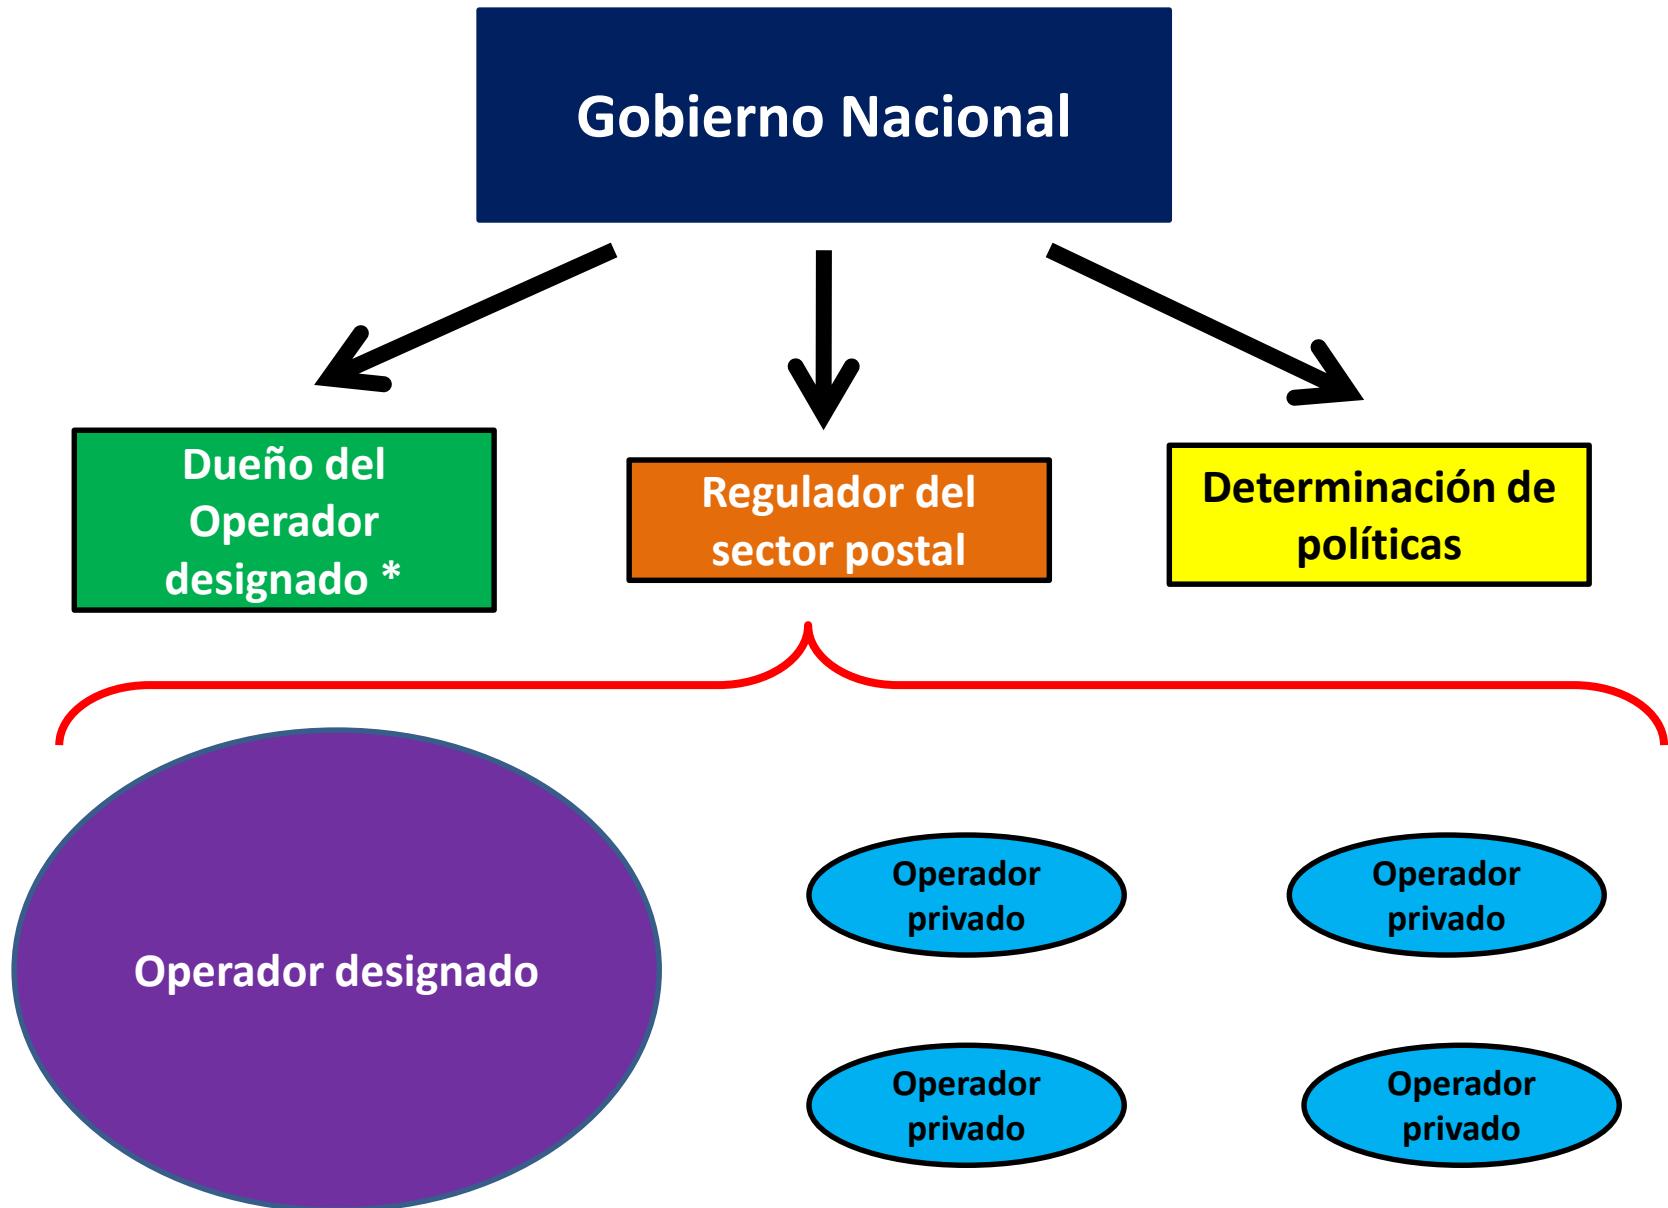 Gobierno Nacional
Dueño del
Operador
designado *
Regulador del
sector postal
Determinación de
políticas
Operador designado
Operador
privado
Operador
privado
Operador
privado
Operador
privado